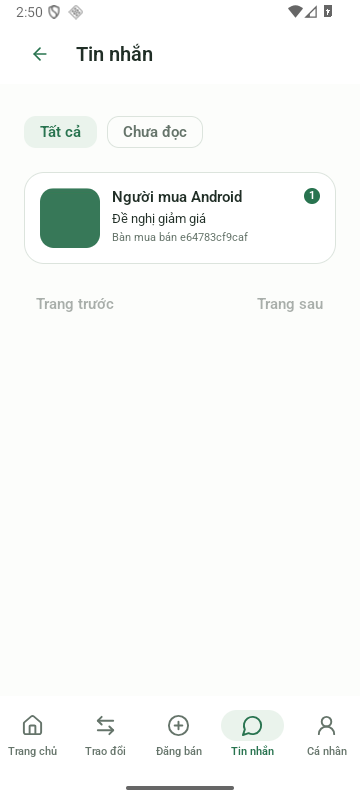 2:50
Tin nhắn
Tất cả
Chưa đọc
Người mua Android
1
Đề nghị giảm giá
Bàn mua bán e64783cf9caf
Trang trước
Trang sau
Trang chủ
Trao đổi
Đăng bán
Tin nhắn
Cá nhân